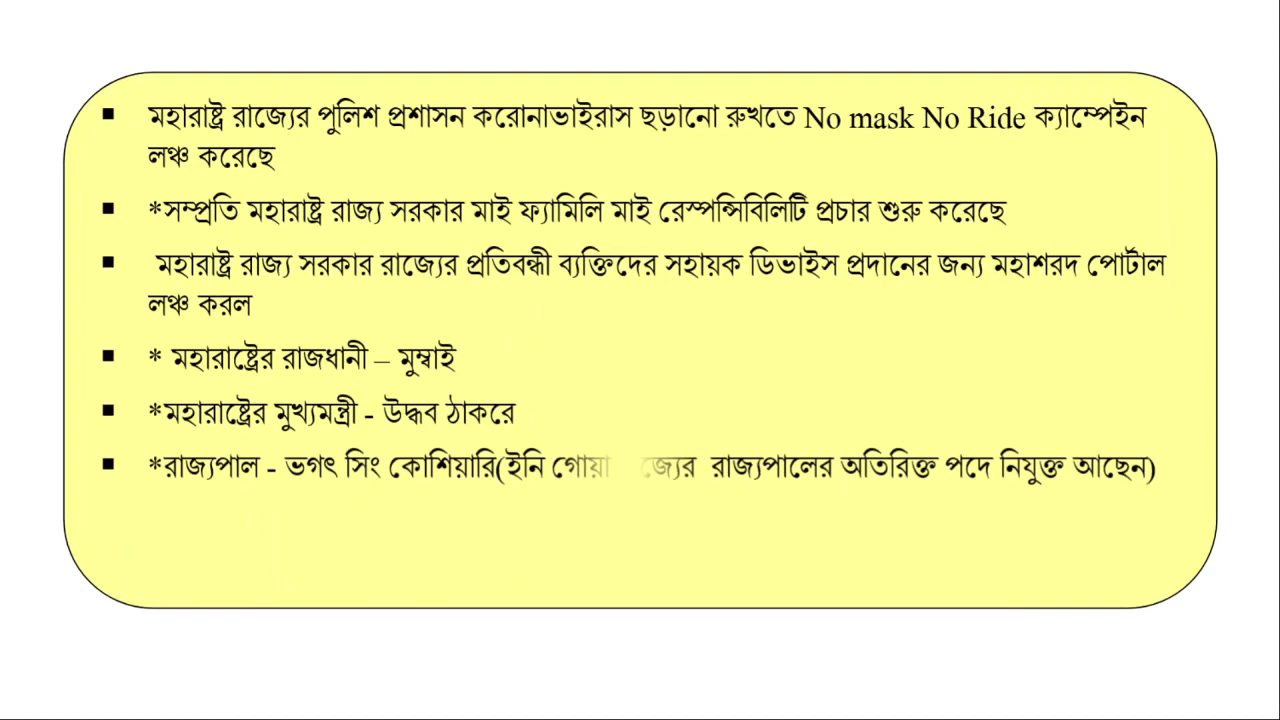 ▪ মহারাষ্ট্র রাজ্যের পুলিশ প্রশাসন করোনাভাইরাস ছড়ানো রুখতে No mask No Ride ক্যাম্পেইন
লঞ্চ করেছে
▪ *সম্প্রতি মহারাষ্ট্র রাজ্য সরকার মাই ফ্যামিলি মাই রেস্পন্সিবিলিটি প্রচার শুরু করেছে
▪ মহারাষ্ট্র রাজ্য সরকার রাজ্যের প্রতিবন্ধী ব্যক্তিদের সহায়ক ডিভাইস প্রদানের জন্য মহাশরদ পোর্টাল
লঞ্চ করল
▪ * মহারাষ্ট্রের রাজধানী – মুম্বাই
▪ *মহারাষ্ট্রের মুখ্যমন্ত্রী - উদ্ধব ঠাকরে
▪ *রাজ্যপাল - ভগৎ সিং কোশিয়ারি(ইনি রাজ্যপালের অতিরিক্ত পদে নিযুক্ত আছেন)